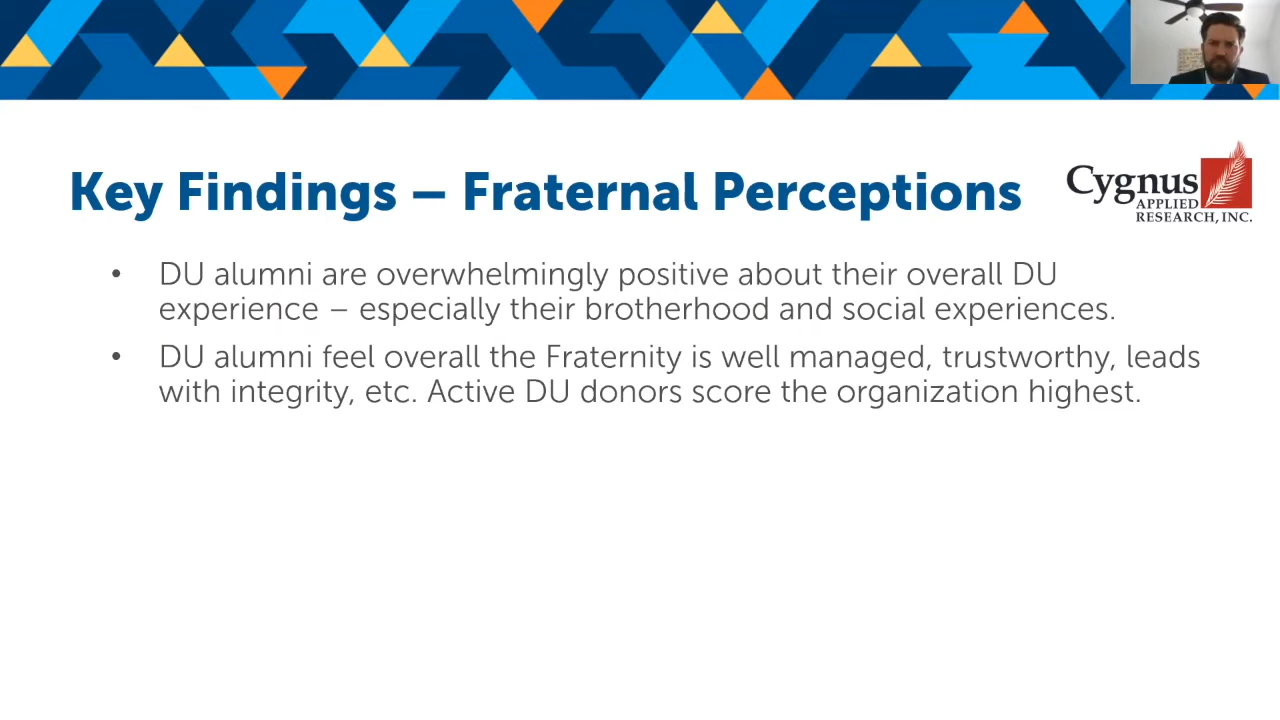 Key Findings – Fraternal Perceptions
Cygnus
APPLIED
RESEARCH, INC.
• DU alumni are overwhelmingly positive about their overall DU
experience – especially their brotherhood and social experiences.
• DU alumni feel overall the Fraternity is well managed, trustworthy, leads
with integrity, etc. Active DU donors score the organization highest.